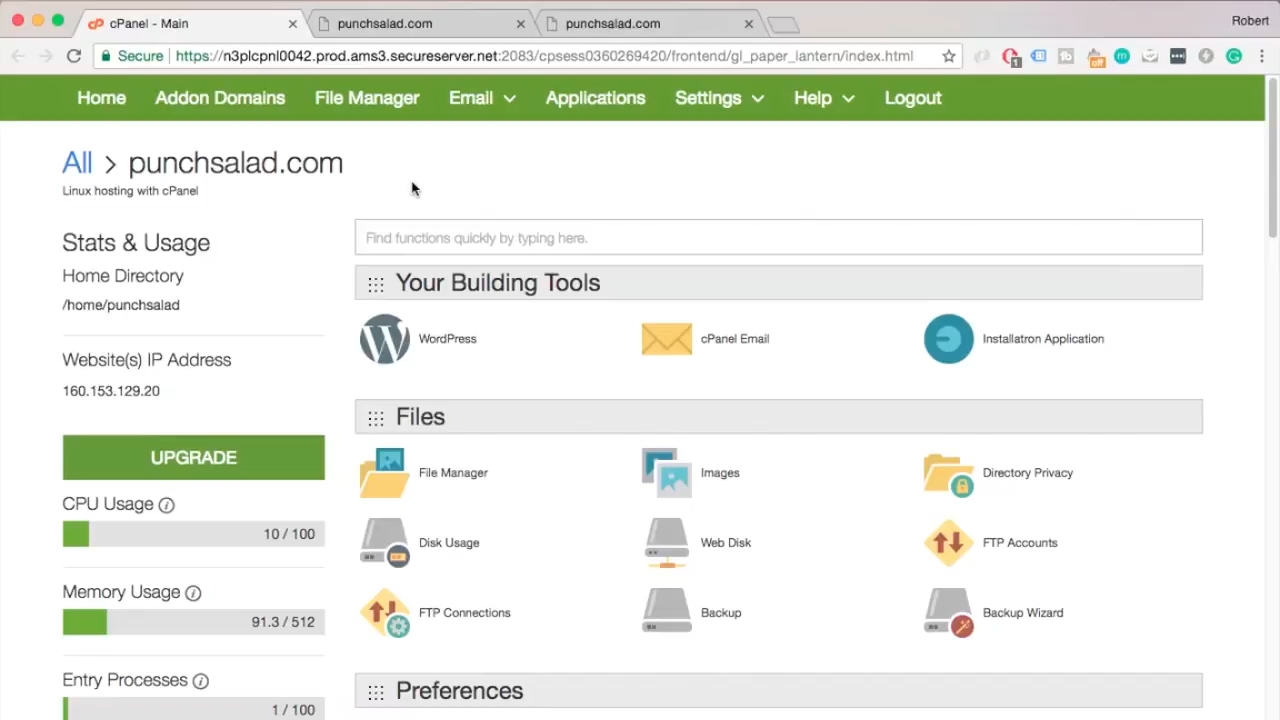 cPanel - Main
punchsalad.com
punchsalad.com
Robert
Secure
https://n3plcpnl0042.prod.ams3.secureserver.net:2083/cpsess0360269420/frontend/gl_paper_lantern/index.html
1
off
Home
Addon Domains
File Manager
Email
Applications
Settings
Help
Logout
All > punchsalad.com
Linux hosting with cPanel
Stats & Usage
Home Directory
/home/punchsalad
Website(s) IP Address
160.153.129.20
UPGRADE
CPU Usage
10 / 100
Memory Usage
91.3 / 512
Entry Processes
1 / 100
Find functions quickly by typing here.
Your Building Tools
WordPress
cPanel Email
Installatron Application
Files
File Manager
Images
Directory Privacy
Disk Usage
Web Disk
FTP Accounts
FTP Connections
Backup
Backup Wizard
Preferences